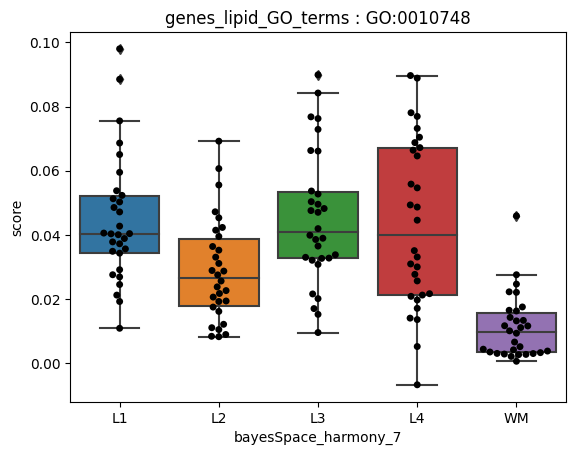 genes_lipid_GO_terms : GO:0010748
0.10
0.08
0.06
0.04
0.02
0.00
score
L1 L2 L3 L4 WM
bayesSpace_harmony_7